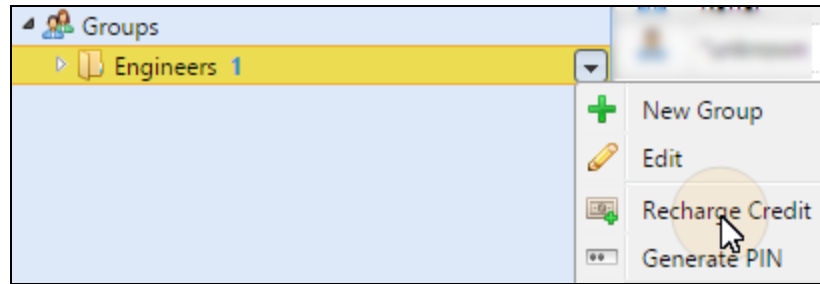 Groups
Engineers 1
New Group
Edit
Recharge Credit
Generate PIN